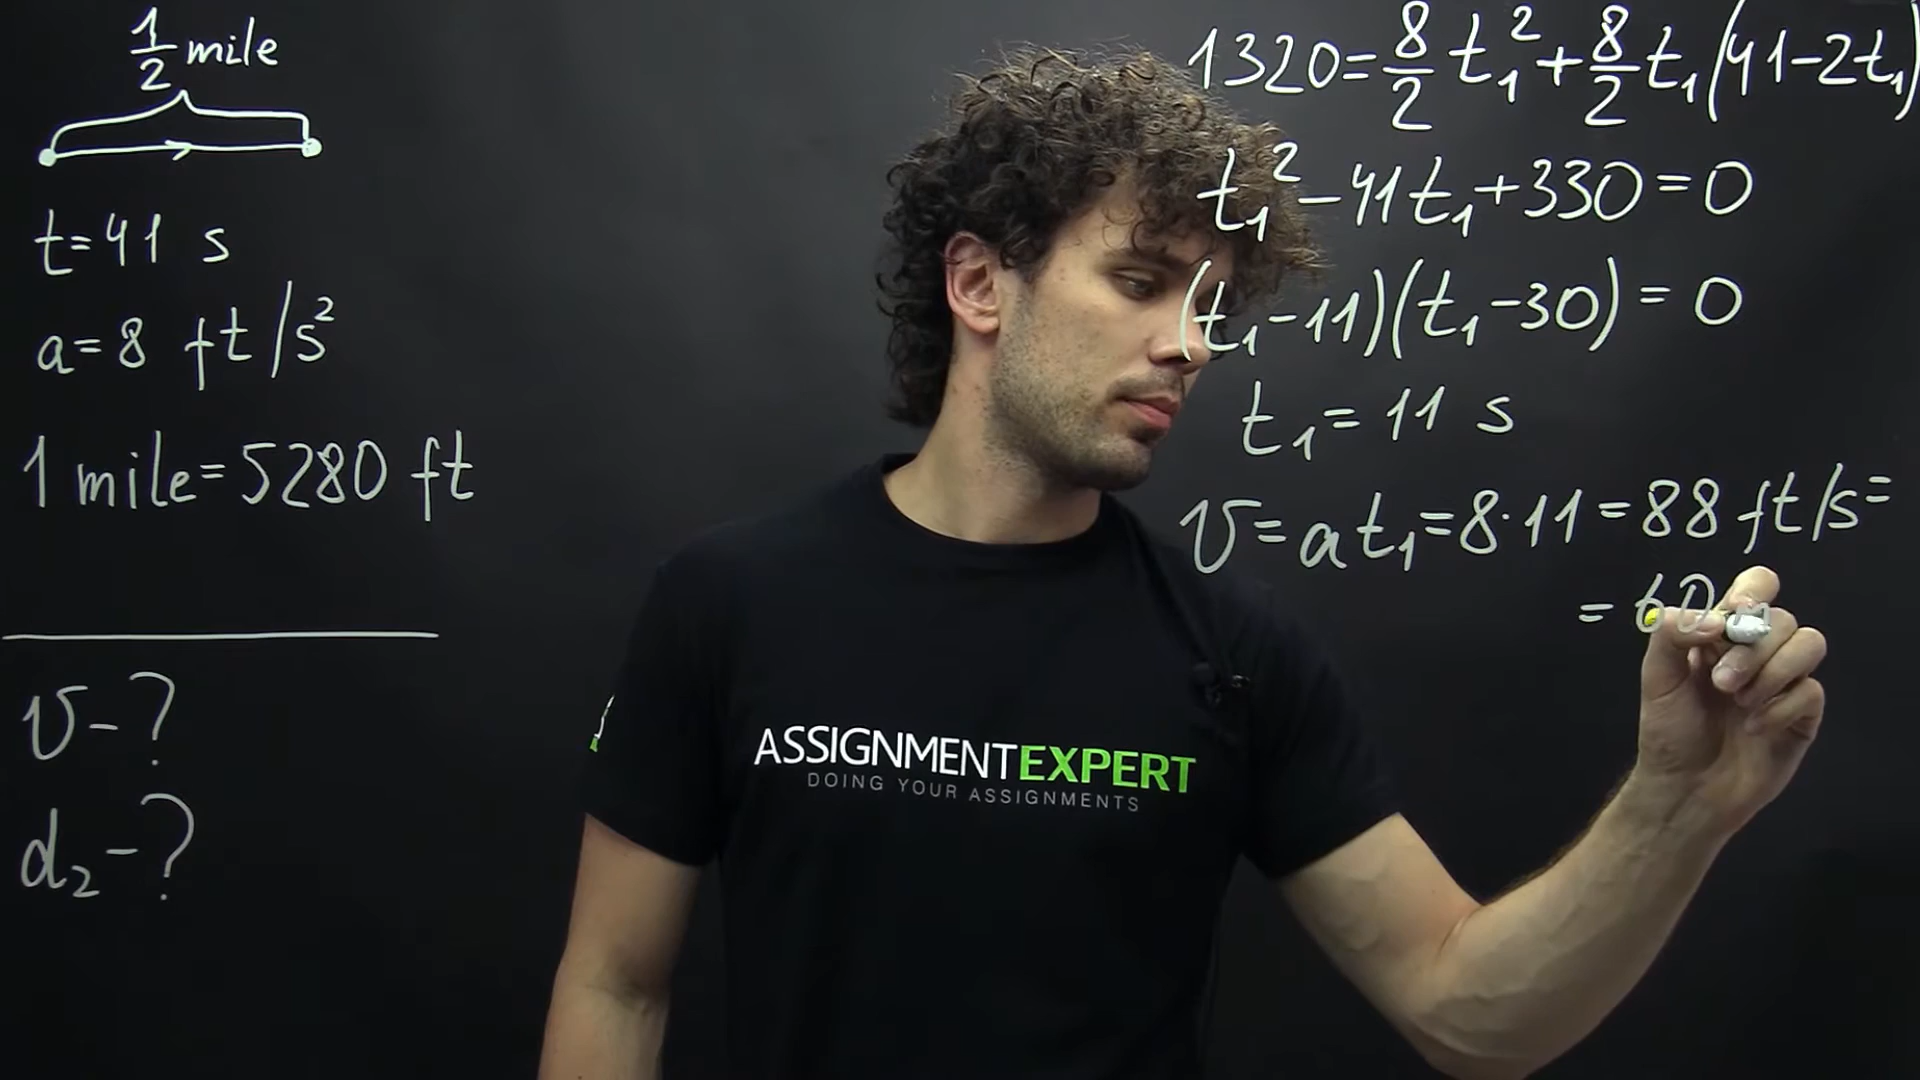 1/2 mile
t=41 s
a=8 ft/s²
1 mile=5280 ft
v-?
d₂-?
1320=8/2 t₁²+8/2 t₁(41-2t₁)
t₁²-41t₁+330=0
(t₁-11)(t₁-30)=0
t₁=11 s
v=at₁=8·11=88 ft/s=
=60 m
ASSIGNMENTEXPERT
DOING YOUR ASSIGNMENTS